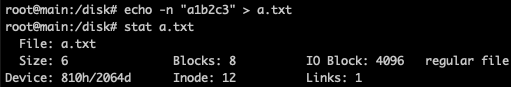 root@main:/disk# echo -n "a1b2c3" > a.txt
root@main:/disk# stat a.txt
  File: a.txt
  Size: 6               Blocks: 8          IO Block: 4096   regular file
Device: 810h/2064d      Inode: 12          Links: 1